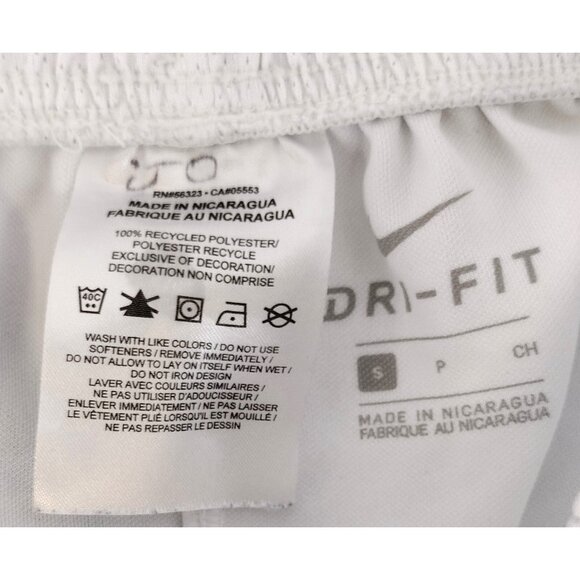 JO
RN#56323 - CA#05553
MADE IN NICARAGUA
FABRIQUE AU NICARAGUA
100% RECYCLED POLYESTER/
POLYESTER RECYCLE
EXCLUSIVE OF DECORATION/
DECORATION NON COMPRISE
40C
WASH WITH LIKE COLORS / DO NOT USE
SOFTENERS / REMOVE IMMEDIATELY /
DO NOT ALLOW TO LAY ON ITSELF WHEN WET /
DO NOT IRON DESIGN
LAVER AVEC COULEURS SIMILAIRES /
NE PAS UTILISER D'ADOUCISSEUR /
ENLEVER IMMEDIATEMENT / NE PAS LAISSER
LE VÊTEMENT PLIÉ LORSQU'IL EST MOUILLÉ /
NE PAS REPASSER LE DESSIN
DRI-FIT
S P CH
MADE IN NICARAGUA
FABRIQUE AU NICARAGUA